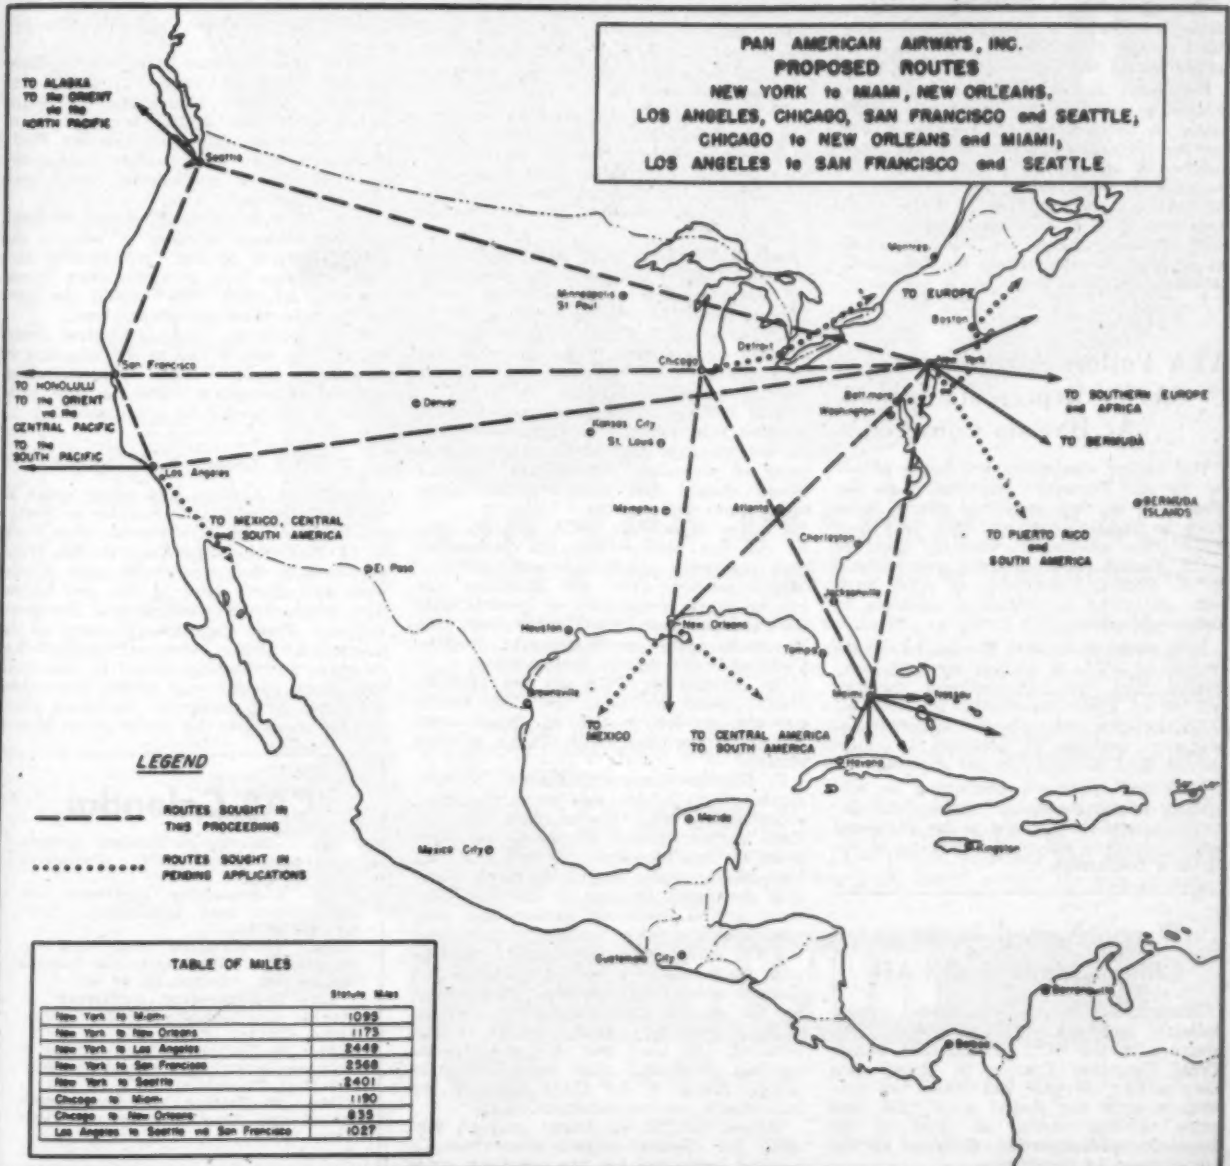 PAN AMERICAN AIRWAYS, INC.
PROPOSED ROUTES
NEW YORK to MIAMI, NEW ORLEANS,
LOS ANGELES, CHICAGO, SAN FRANCISCO and SEATTLE;
CHICAGO to NEW ORLEANS and MIAMI;
LOS ANGELES to SAN FRANCISCO and SEATTLE
TO ALASKA
TO the ORIENT
via the
NORTH PACIFIC
Seattle
Montreal
Minneapolis
St. Paul
TO EUROPE
Boston
Detroit
San Francisco
Chicago
New York
TO HONOLULU
TO the ORIENT
via the
CENTRAL PACIFIC
TO the
SOUTH PACIFIC
Denver
Baltimore
Washington
TO SOUTHERN EUROPE
and AFRICA
Kansas City
St. Louis
TO BERMUDA
Los Angeles
BERMUDA
ISLANDS
TO MEXICO, CENTRAL
and SOUTH AMERICA
Memphis
Atlanta
Charleston
TO PUERTO RICO
and
SOUTH AMERICA
El Paso
Jacksonville
Houston
New Orleans
Tampa
Brownsville
Miami
Nassau
TO
MEXICO
TO CENTRAL AMERICA
TO SOUTH AMERICA
Havana
LEGEND
ROUTES SOUGHT IN
THIS PROCEEDING
ROUTES SOUGHT IN
PENDING APPLICATIONS
San
Merida
Mexico City
Kingston
Guatemala City
Barranquilla
Balboa
TABLE OF MILES
Statute Miles
New York to Miami 1095
New York to New Orleans 1173
New York to Los Angeles 2449
New York to San Francisco 2568
New York to Seattle 2401
Chicago to Miami 1190
Chicago to New Orleans 835
Los Angeles to Seattle via San Francisco 1027